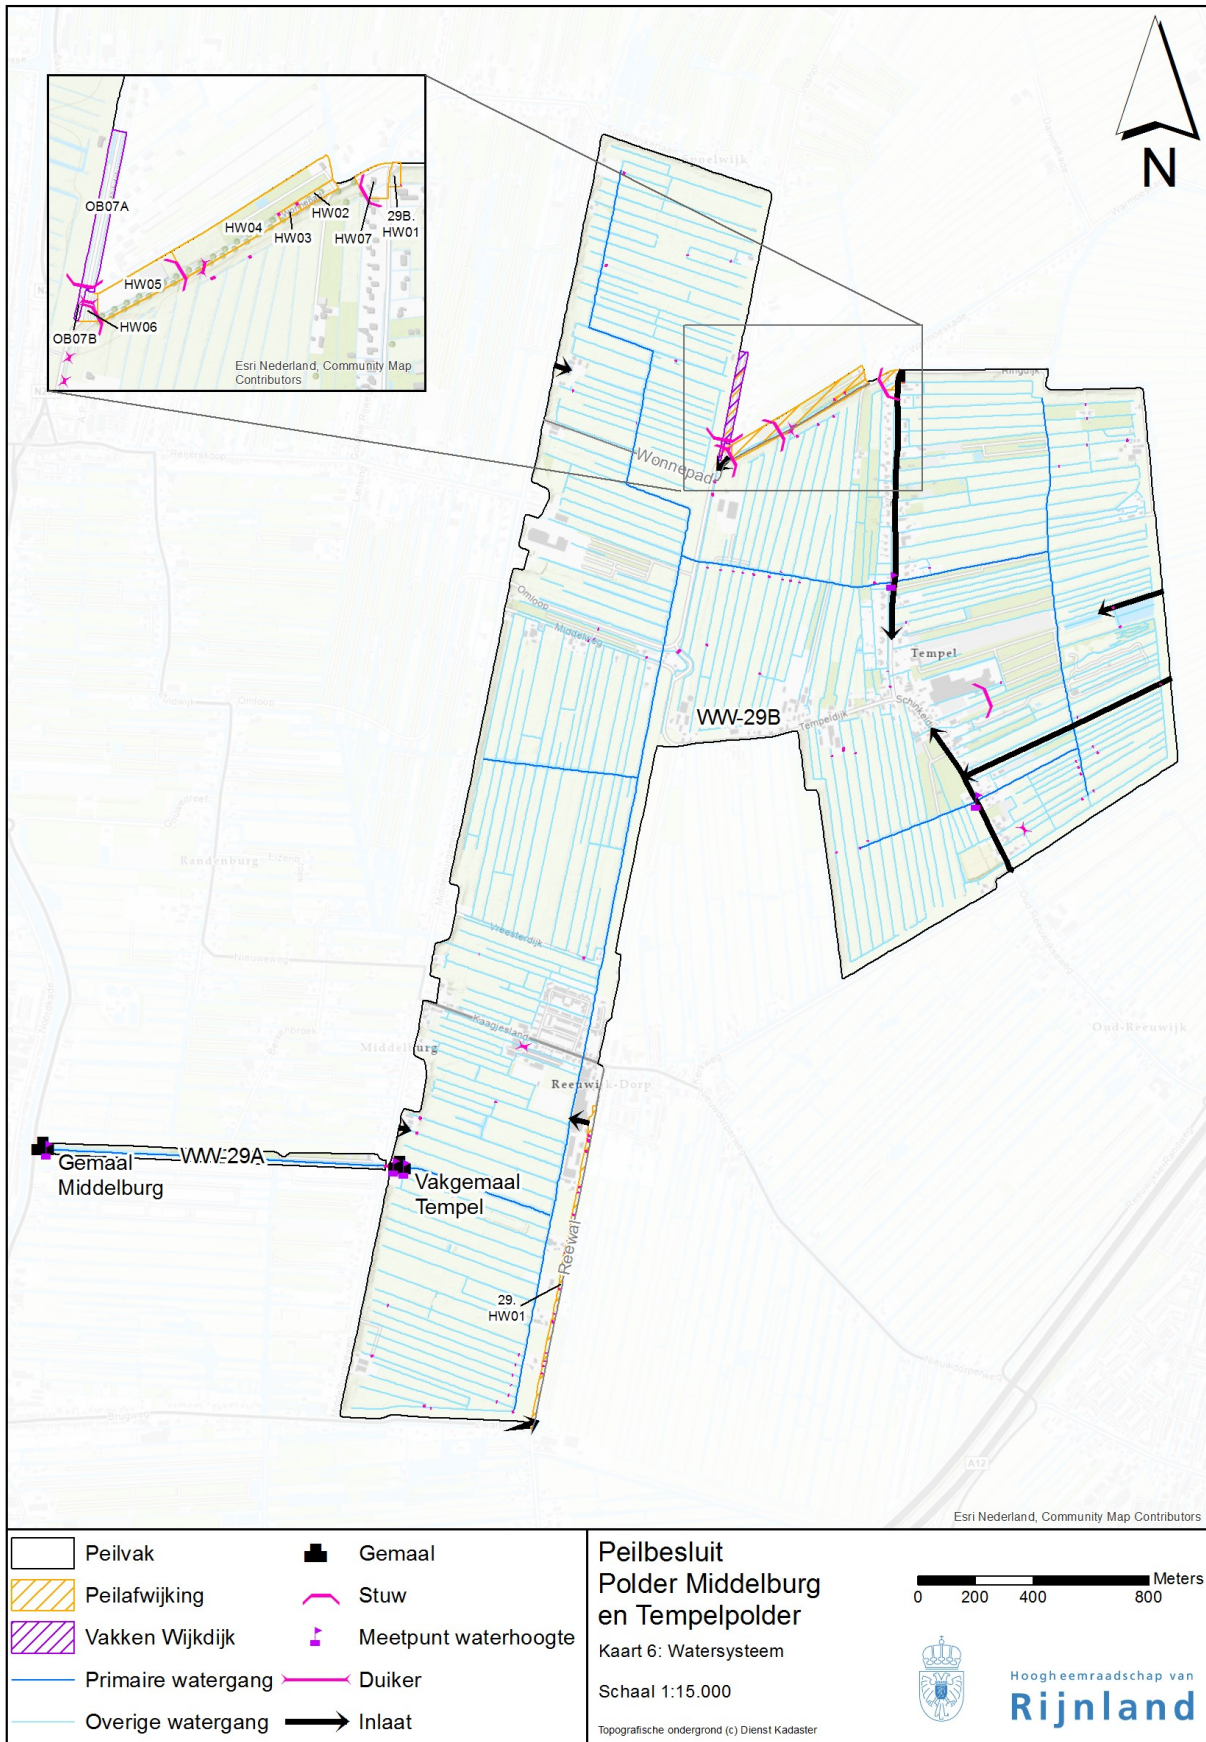 N
OB07A
HW04
HW02
HW03
HW07
29B.
HW01
HW05
HW06
OB07B
Esri Nederland, Community Map
Contributors
Wonnepad
Ringdijk
Omloop
Middelweg
Tempel
WW-29B
Tempeldijk
Omloop
Randenburg
Vreesterdijk
Nieuweweg
Kaagjesland
Middelburg
Reeuwijk-Dorp
Oud-Reeuwijk
WW-29A
Gemaal
Middelburg
Vakgemaal
Tempel
Reewal
29.
HW01
A12
Esri Nederland, Community Map Contributors
Peilvak
Peilafwijking
Vakken Wijkdijk
Primaire watergang
Overige watergang
Gemaal
Stuw
Meetpunt waterhoogte
Duiker
Inlaat
Peilbesluit
Polder Middelburg
en Tempelpolder
Kaart 6: Watersysteem
Schaal 1:15.000
Topografische ondergrond (c) Dienst Kadaster
Meters
0 200 400 800
Hoogheemraadschap van
Rijnland